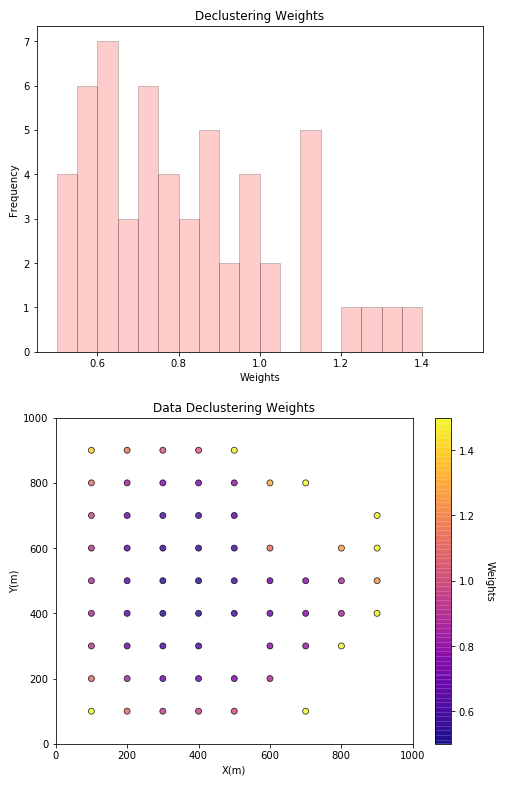 Declustering Weights
7
6
5
4
3
2
1
0
Frequency
0.6 0.8 1.0 1.2 1.4
Weights
Data Declustering Weights
1000
800
600
400
200
0
Y(m)
0 200 400 600 800 1000
X(m)
1.4
1.2
1.0
0.8
0.6
Weights